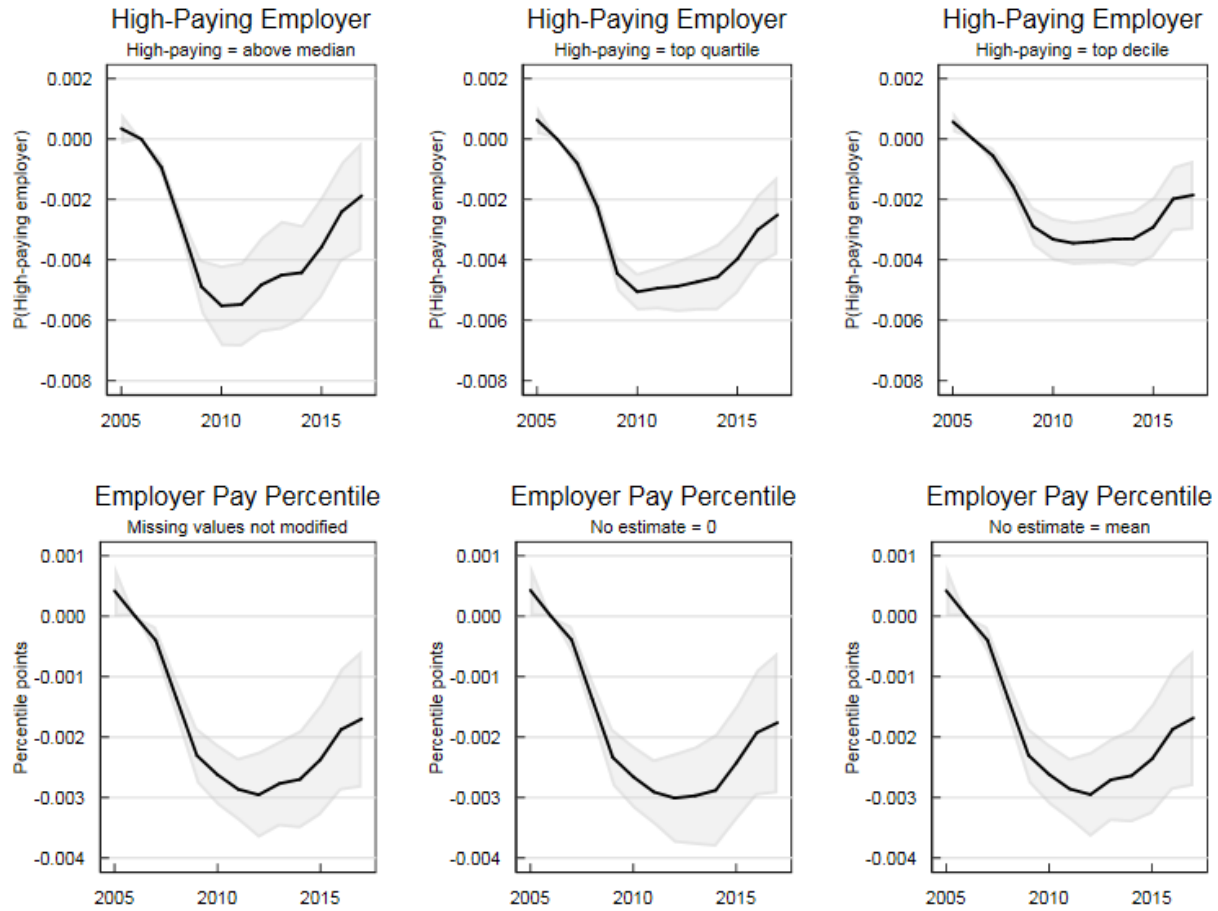 High-Paying Employer
High-paying = above median
P(High-paying employer)
0.002
0.000
-0.002
-0.004
-0.006
-0.008
2005 2010 2015
High-Paying Employer
High-paying = top quartile
P(High-paying employer)
0.002
0.000
-0.002
-0.004
-0.006
-0.008
2005 2010 2015
High-Paying Employer
High-paying = top decile
P(High-paying employer)
0.002
0.000
-0.002
-0.004
-0.006
-0.008
2005 2010 2015
Employer Pay Percentile
Missing values not modified
Percentile points
0.001
0.000
-0.001
-0.002
-0.003
-0.004
2005 2010 2015
Employer Pay Percentile
No estimate = 0
Percentile points
0.001
0.000
-0.001
-0.002
-0.003
-0.004
2005 2010 2015
Employer Pay Percentile
No estimate = mean
Percentile points
0.001
0.000
-0.001
-0.002
-0.003
-0.004
2005 2010 2015